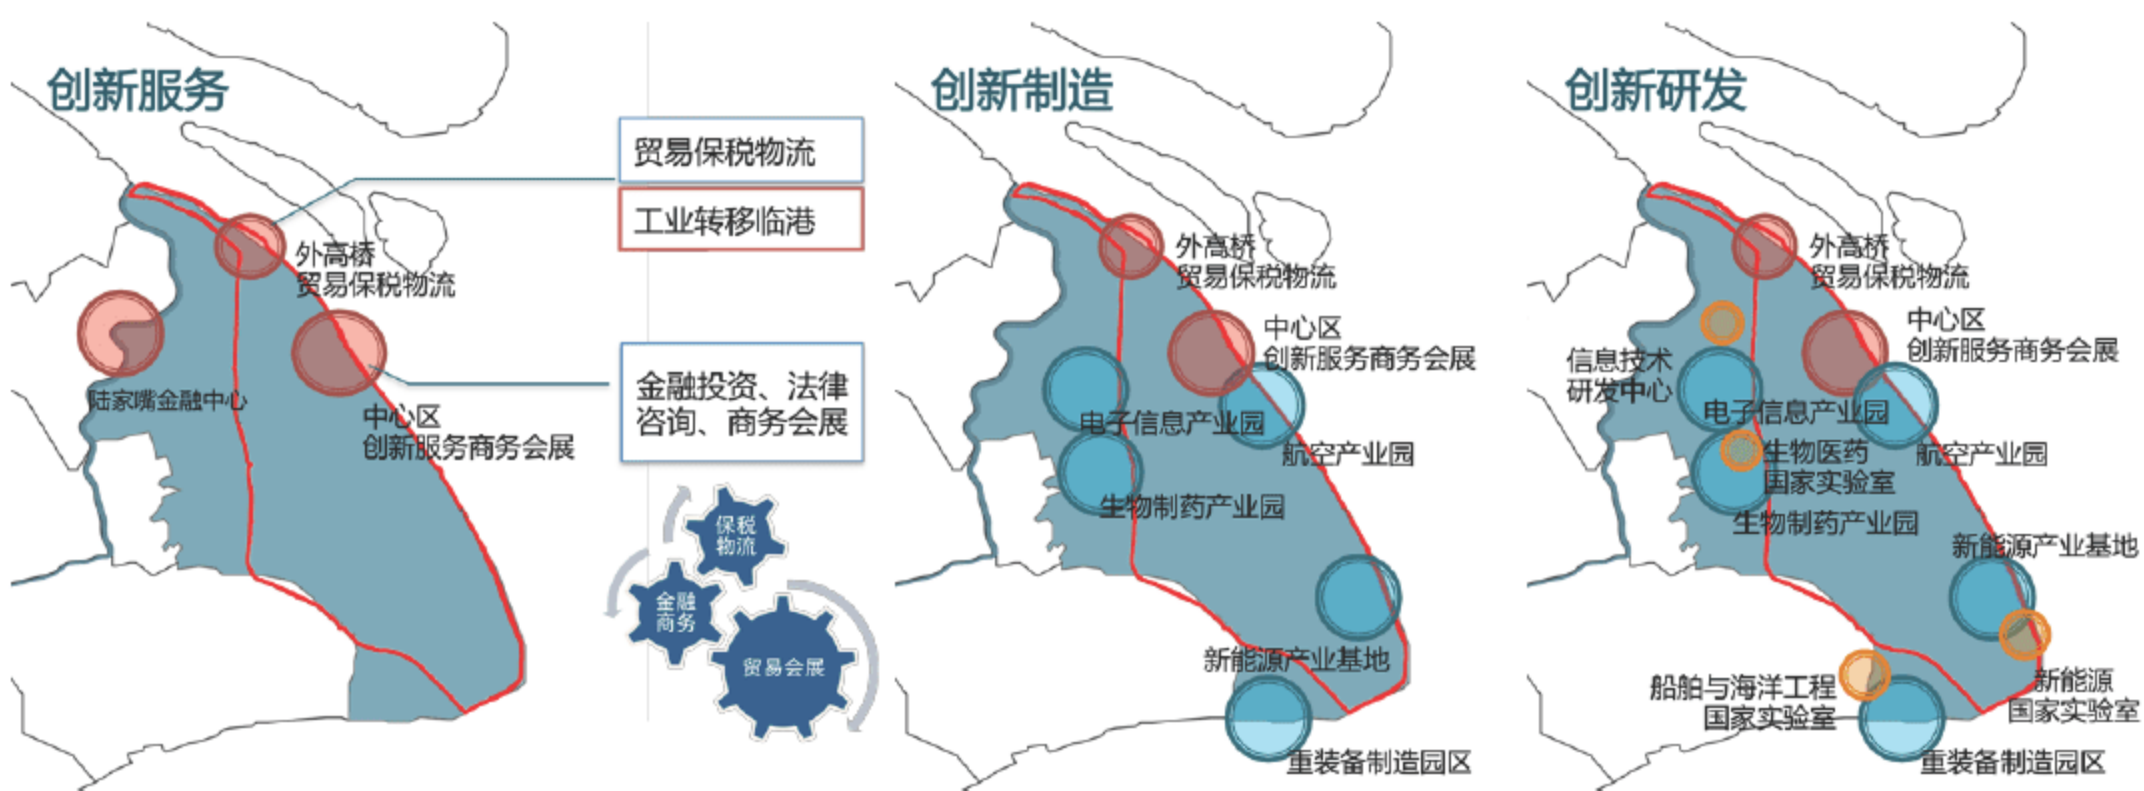 创新服务
贸易保税物流
工业转移临港
外高桥
贸易保税物流
陆家嘴金融中心
中心区
创新服务商务会展
金融投资、法律
咨询、商务会展
保税
物流
金融
商务
贸易会展
创新制造
外高桥
贸易保税物流
中心区
创新服务商务会展
电子信息产业园
航空产业园
生物制药产业园
新能源产业基地
重装备制造园区
创新研发
外高桥
贸易保税物流
中心区
创新服务商务会展
信息技术
研发中心
电子信息产业园
生物医药
国家实验室
航空产业园
生物制药产业园
新能源产业基地
船舶与海洋工程
国家实验室
新能源
国家实验室
重装备制造园区